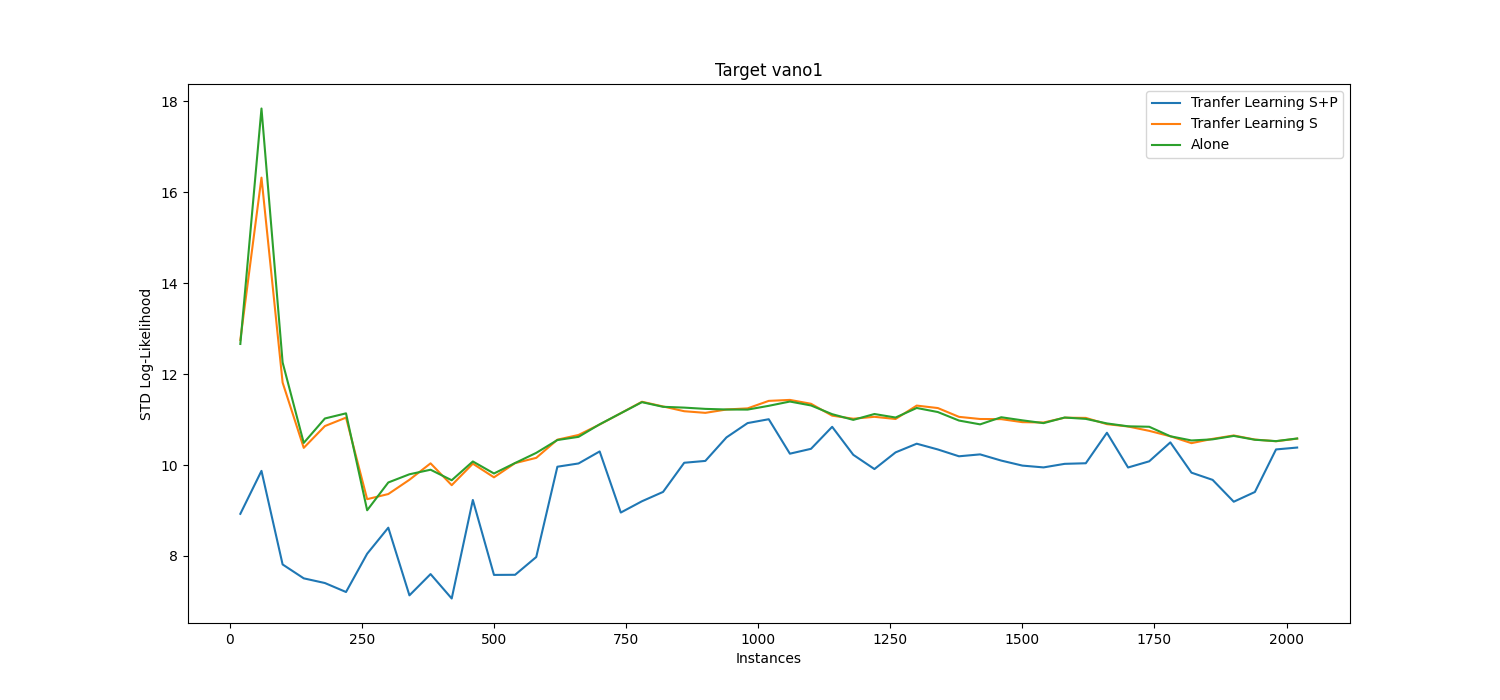 Target vano1
Tranfer Learning S+P
Tranfer Learning S
Alone
STD Log-Likelihood
18
16
14
12
10
8
0 250 500 750 1000 1250 1500 1750 2000
Instances